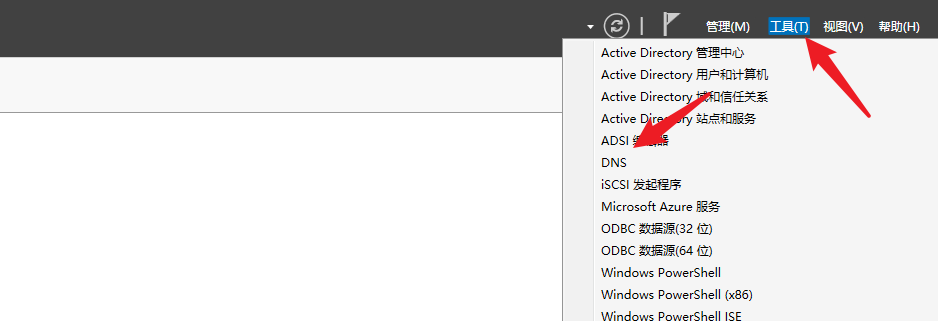 管理(M) 工具(T) 视图(V) 帮助(H)
Active Directory 管理中心
Active Directory 用户和计算机
Active Directory 域和信任关系
Active Directory 站点和服务
ADSI 编辑器
DNS
iSCSI 发起程序
Microsoft Azure 服务
ODBC 数据源(32 位)
ODBC 数据源(64 位)
Windows PowerShell
Windows PowerShell (x86)
Windows PowerShell ISE